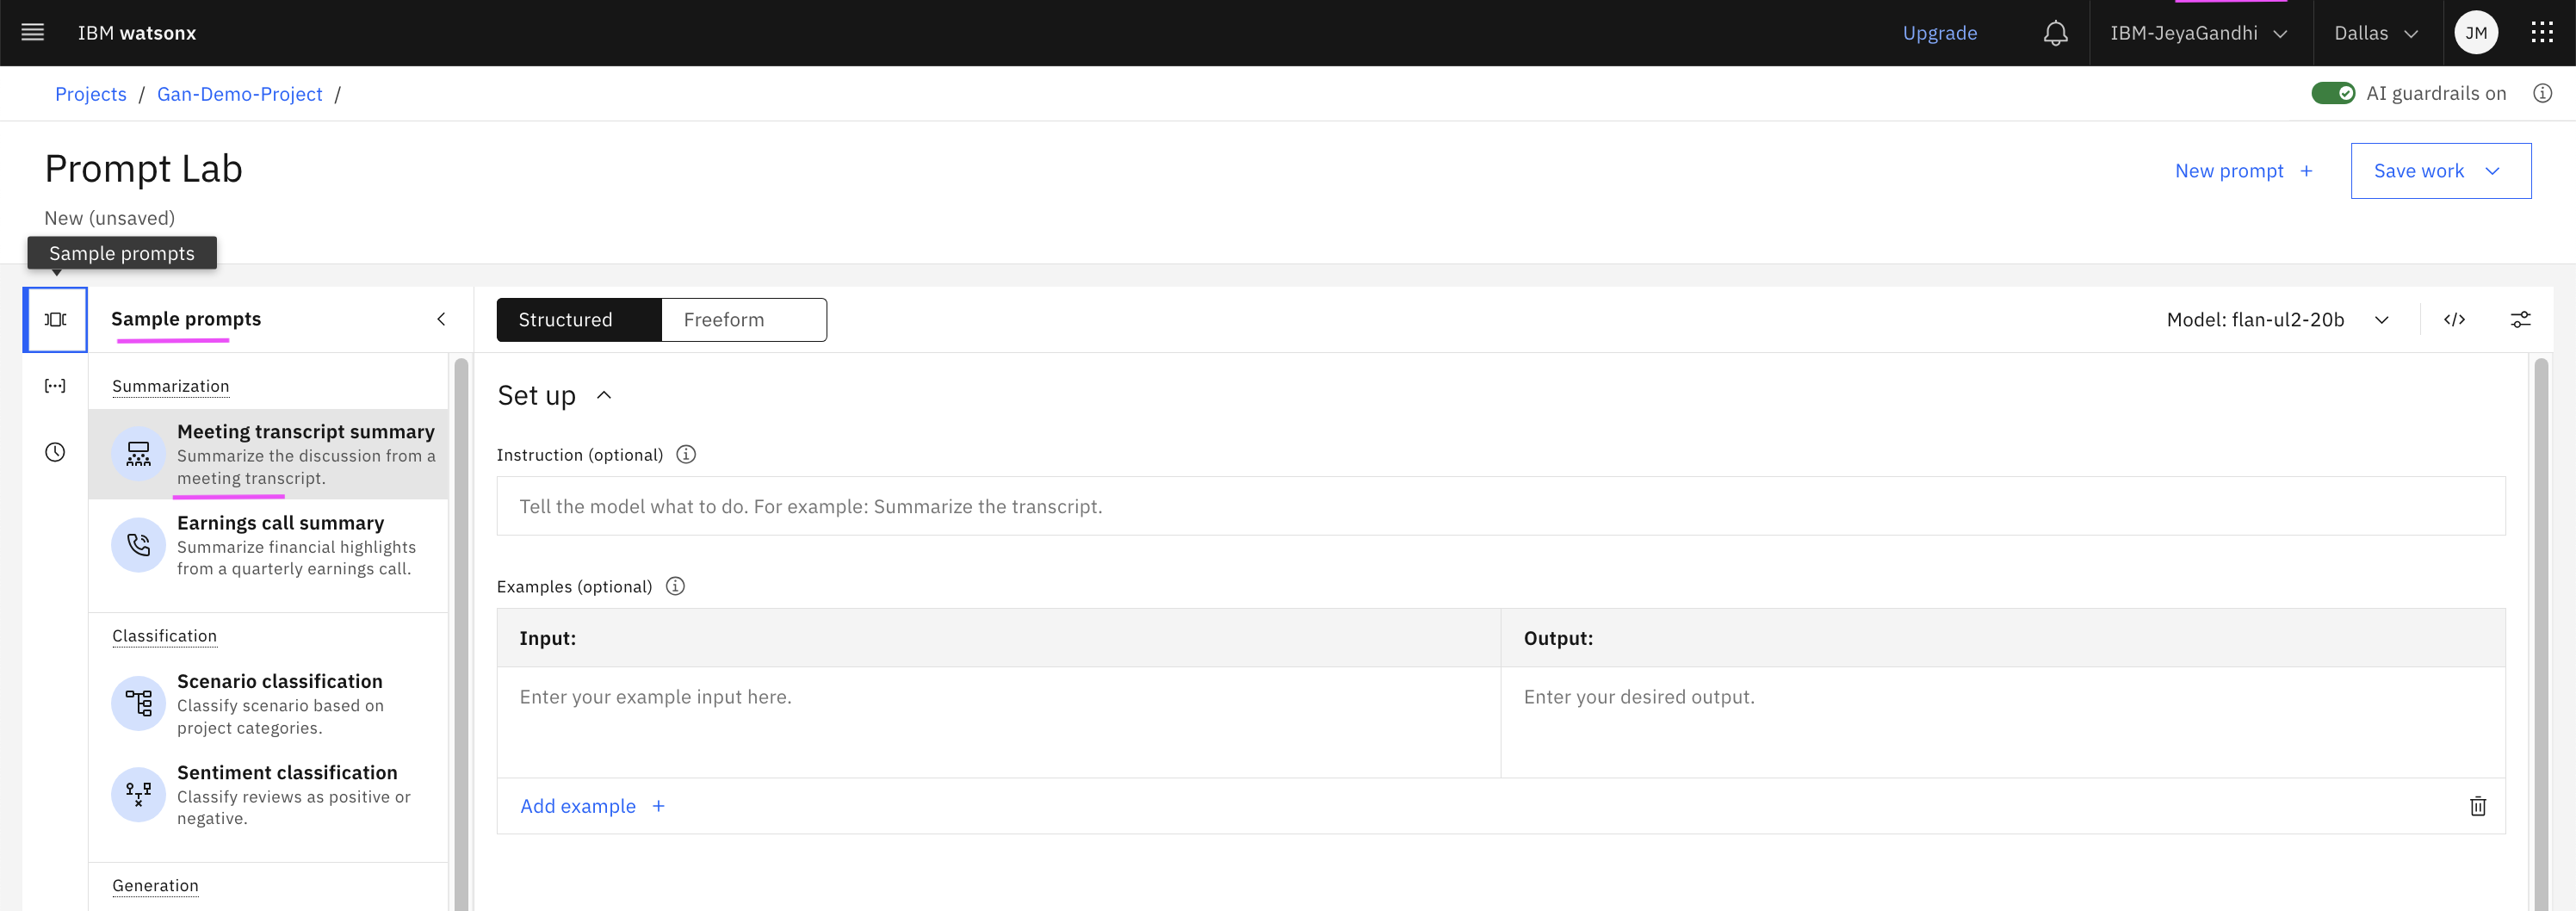 IBM watsonx
Upgrade
IBM-JeyaGandhi
Dallas
JM
Projects / Gan-Demo-Project /
AI guardrails on
Prompt Lab
New (unsaved)
New prompt +
Save work
Sample prompts
Sample prompts
Structured
Freeform
Model: flan-ul2-20b
</>
Summarization
Meeting transcript summary
Summarize the discussion from a
meeting transcript.
Earnings call summary
Summarize financial highlights
from a quarterly earnings call.
Classification
Scenario classification
Classify scenario based on
project categories.
Sentiment classification
Classify reviews as positive or
negative.
Generation
Set up
Instruction (optional)
Tell the model what to do. For example: Summarize the transcript.
Examples (optional)
Input:
Output:
Enter your example input here.
Enter your desired output.
Add example +